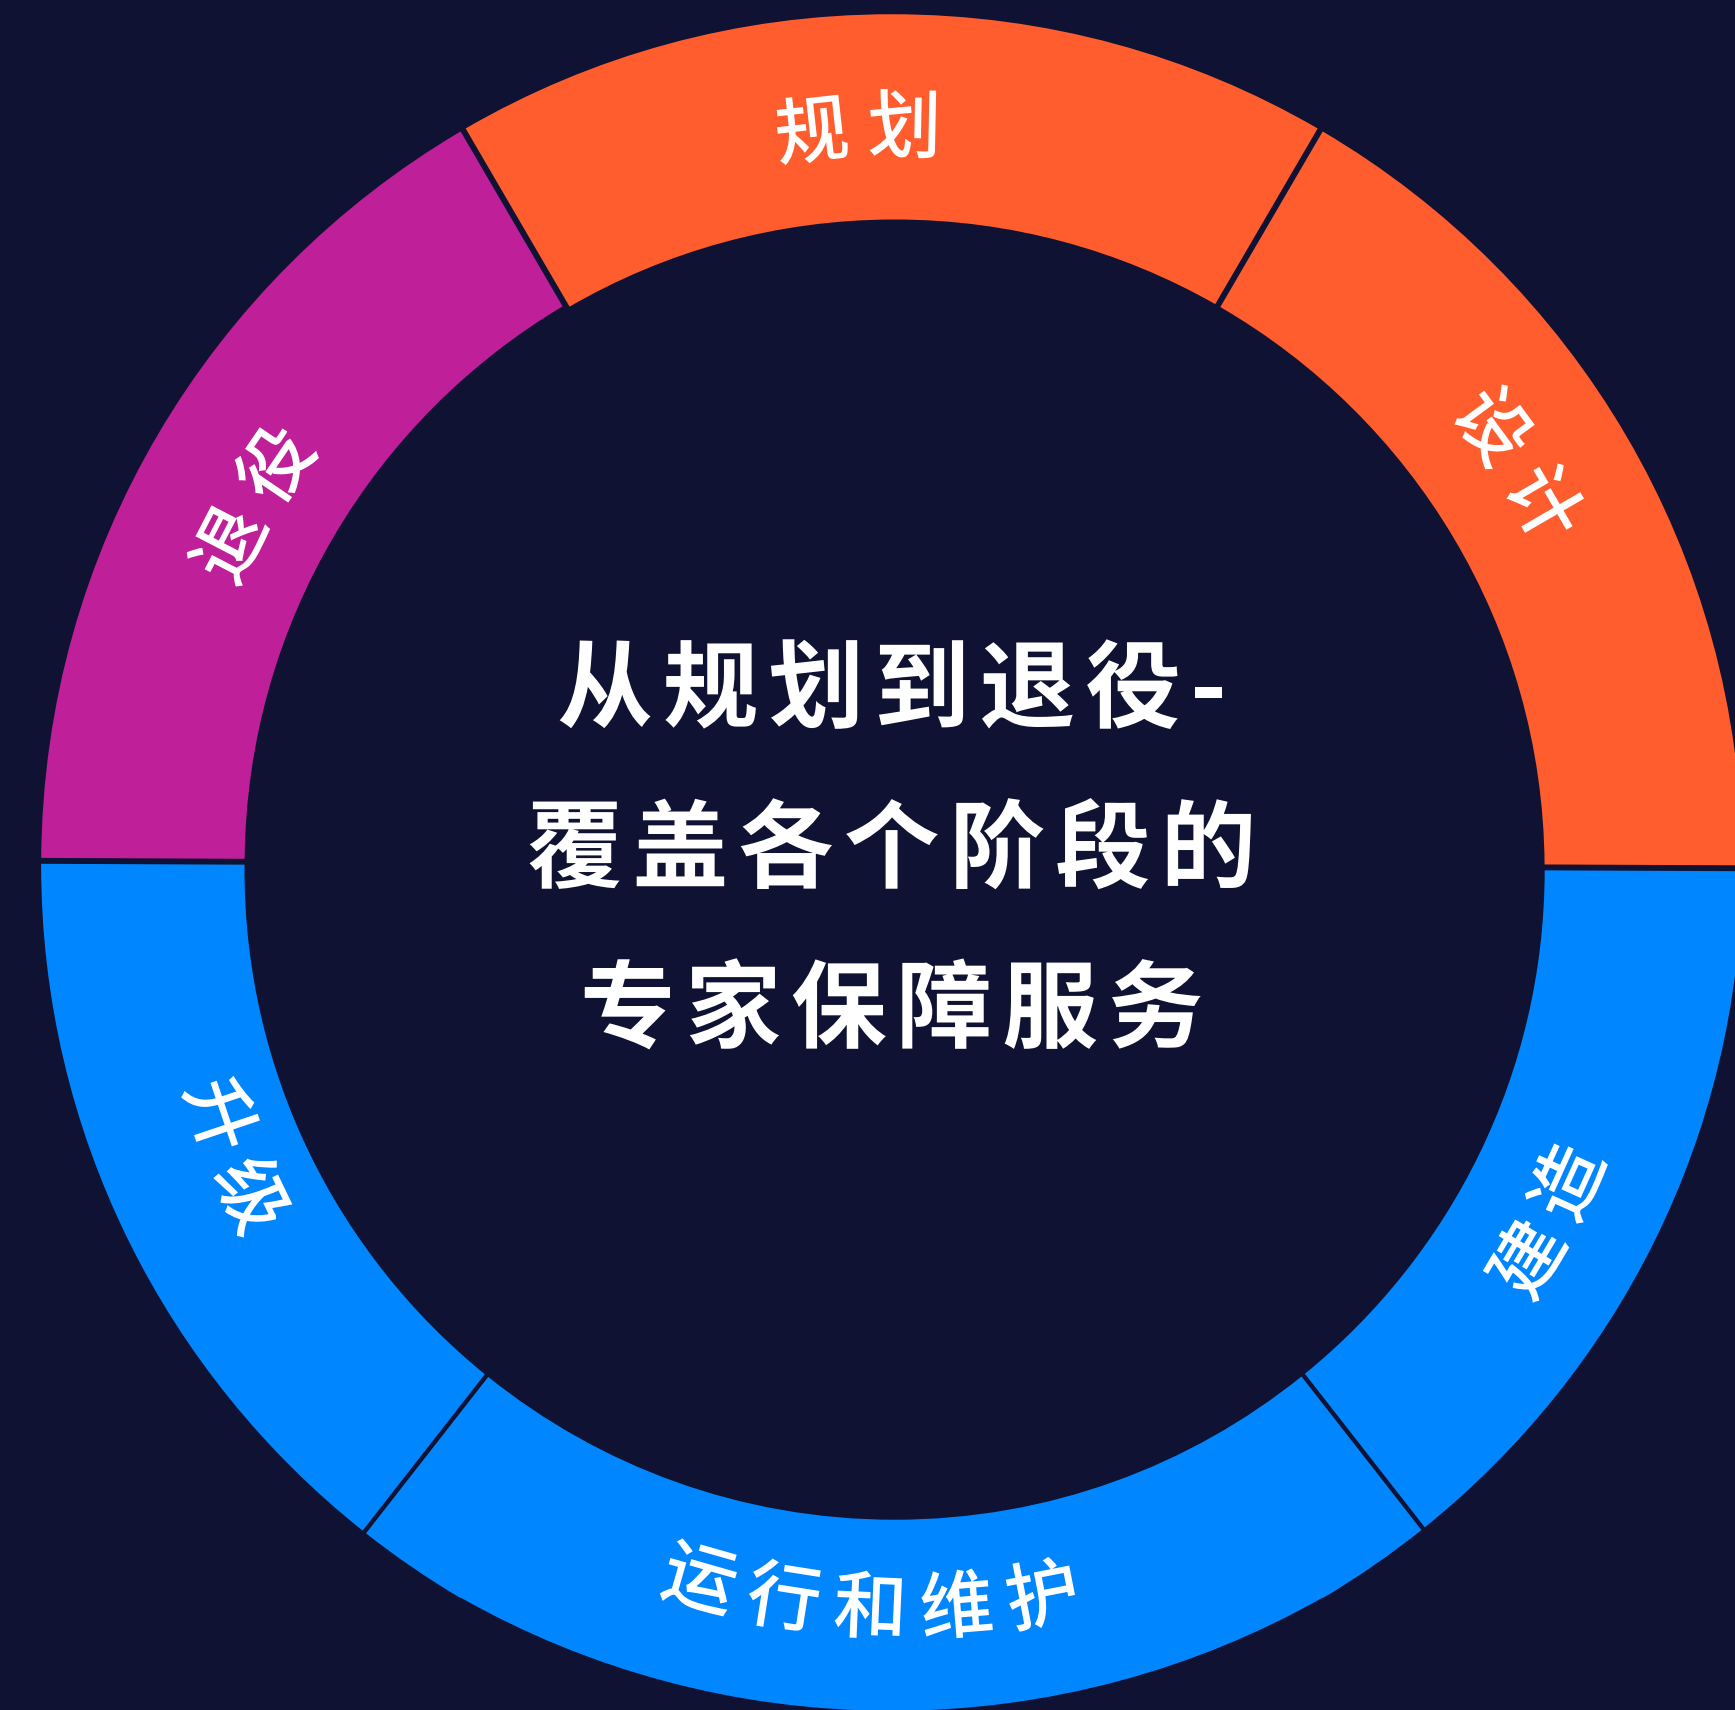 规划
设计
退役
从规划到退役-
覆盖各个阶段的
专家保障服务
升级
建造
运行和维护